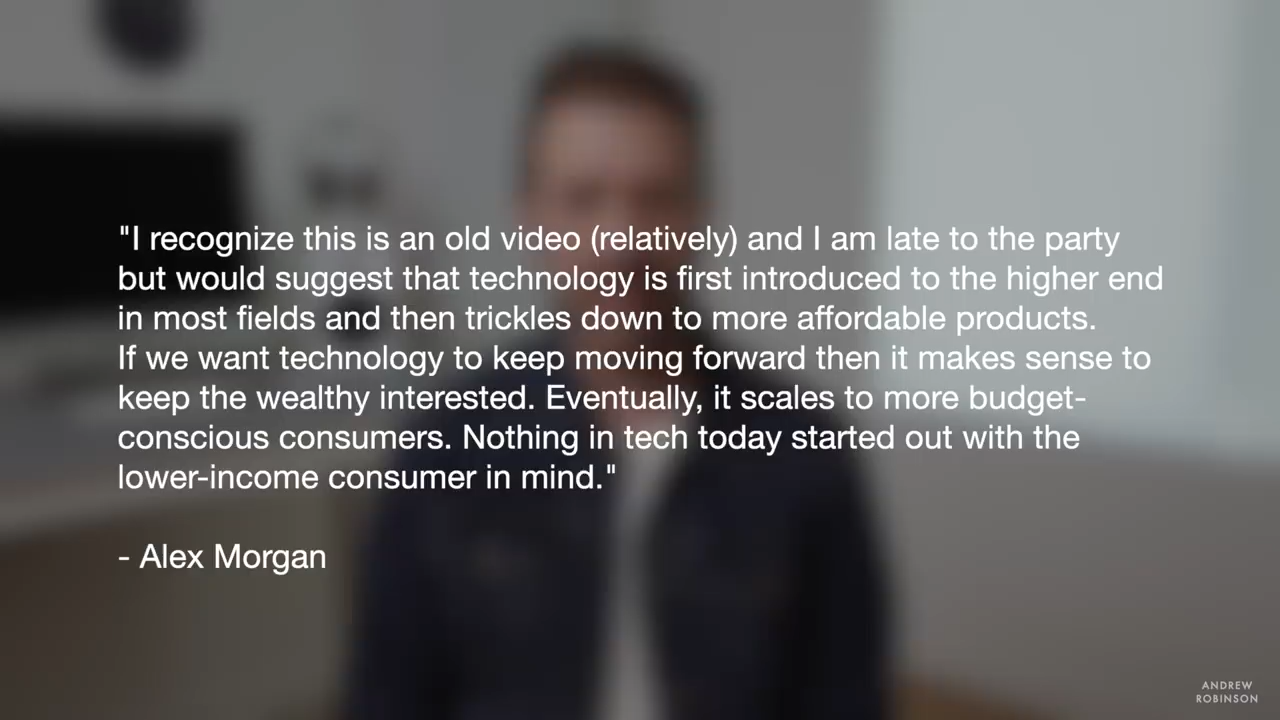 "I recognize this is an old video (relatively) and I am late to the party
but would suggest that technology is first introduced to the higher end
in most fields and then trickles down to more affordable products.
If we want technology to keep moving forward then it makes sense to
keep the wealthy interested. Eventually, it scales to more budget-
conscious consumers. Nothing in tech today started out with the
lower-income consumer in mind."
- Alex Morgan
ANDREW
ROBINSON